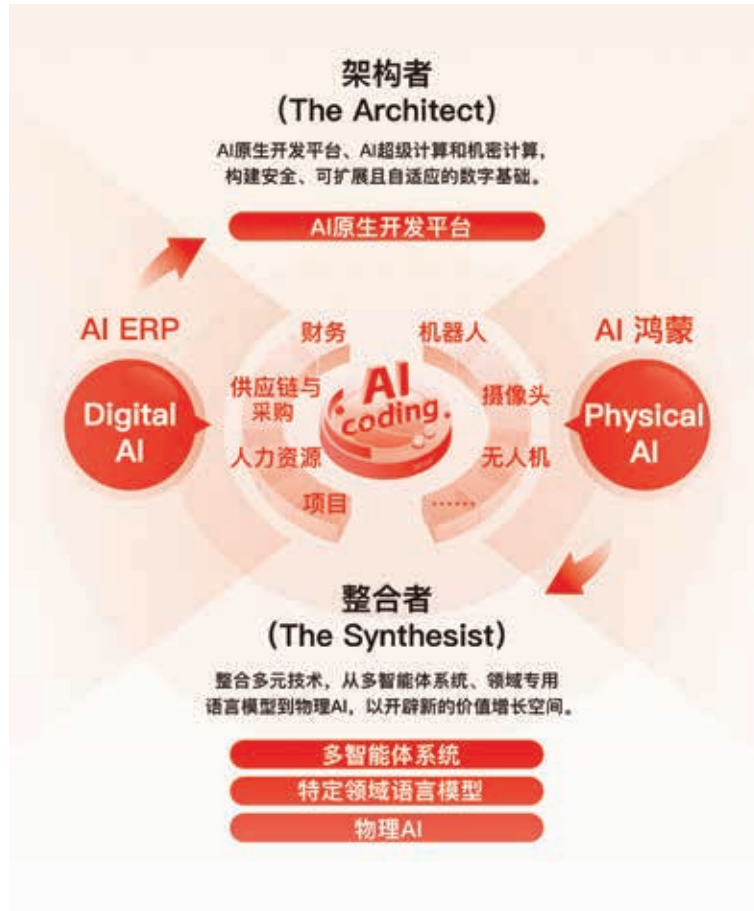 架构者
（The Architect）
AI原生开发平台、AI超级计算和机密计算，
构建安全、可扩展且自适应的数字基础。
AI原生开发平台
AI ERP
Digital
AI
财务
供应链与
采购
人力资源
项目
AI
coding
机器人
摄像头
无人机
……
AI 鸿蒙
Physical
AI
整合者
（The Synthesist）
整合多元技术，从多智能体系统、领域专用
语言模型到物理AI，以开辟新的价值增长空间。
多智能体系统
特定领域语言模型
物理AI